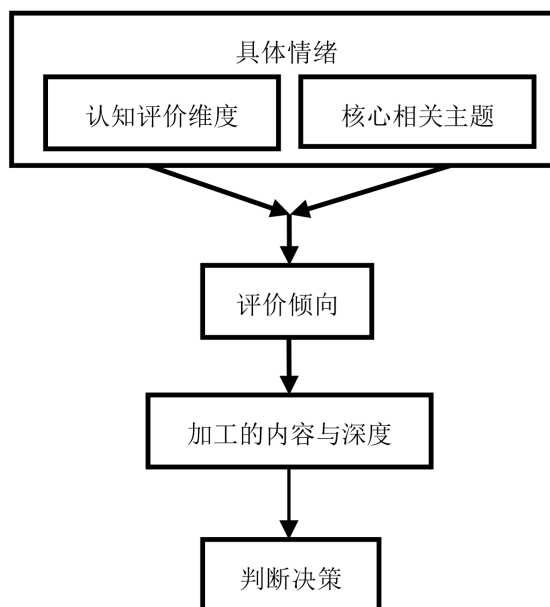 具体情绪
认知评价维度
核心相关主题
评价倾向
加工的内容与深度
判断决策